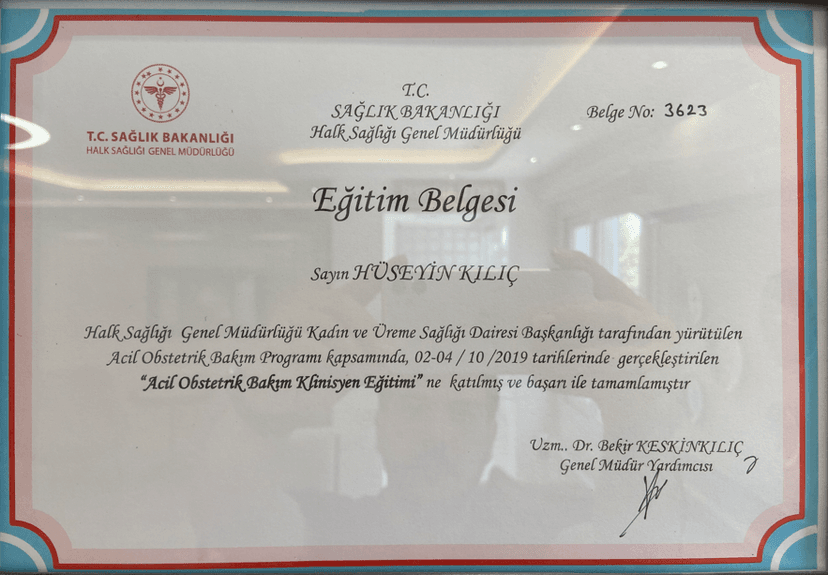 T.C. SAĞLIK BAKANLIĞI
HALK SAĞLIĞI GENEL MÜDÜRLÜĞÜ
T.C.
SAĞLIK BAKANLIĞI
Halk Sağlığı Genel Müdürlüğü
Belge No: 3623
Eğitim Belgesi
Sayın HÜSEYİN KILIÇ
Halk Sağlığı Genel Müdürlüğü Kadın ve Üreme Sağlığı Dairesi Başkanlığı tarafından yürütülen
Acil Obstetrik Bakım Programı kapsamında, 02-04 / 10 /2019 tarihlerinde gerçekleştirilen
"Acil Obstetrik Bakım Klinisyen Eğitimi" ne katılmış ve başarı ile tamamlamıştır
Uzm.. Dr. Bekir KESKİNKILIÇ
Genel Müdür Yardımcısı